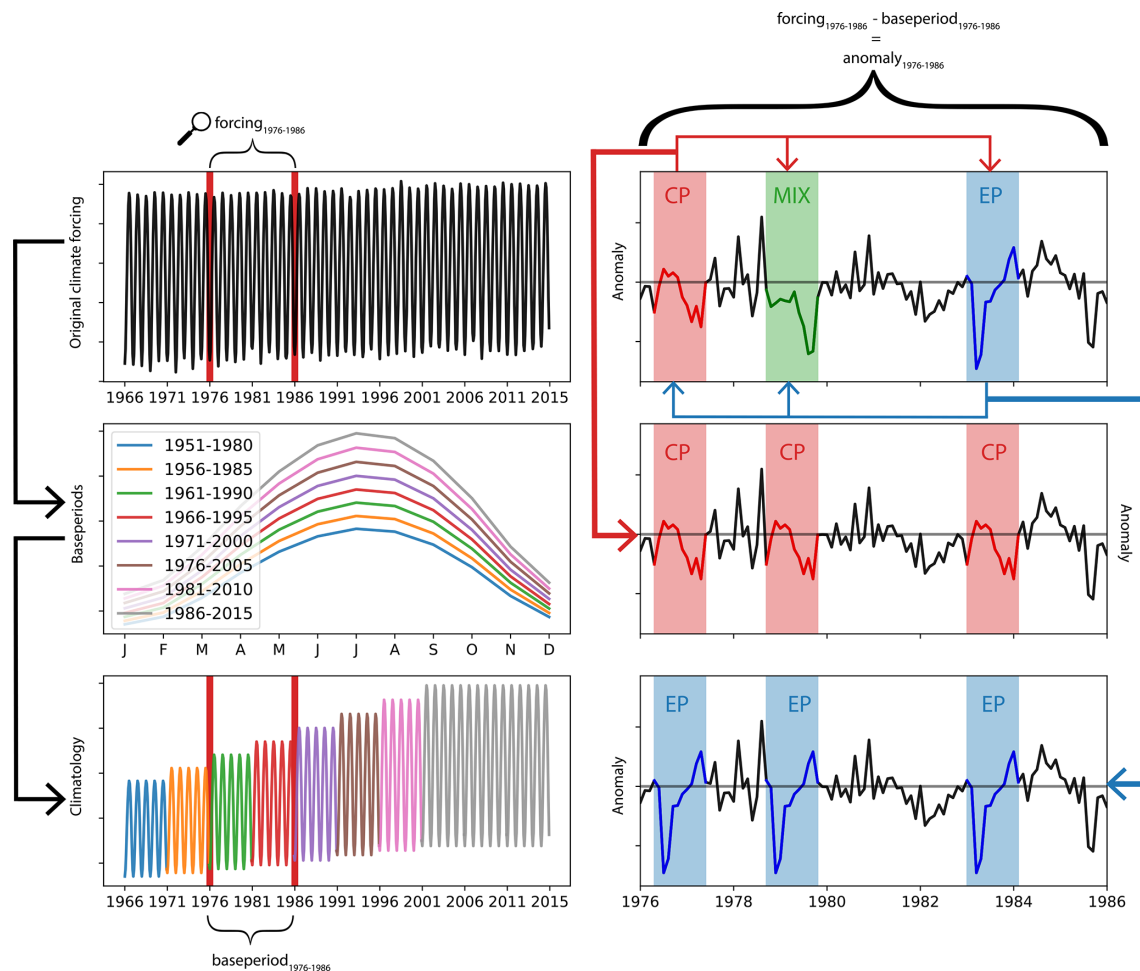 forcing1976-1986 - baseperiod1976-1986
=
anomaly1976-1986
forcing1976-1986
Original climate forcing
1966 1971 1976 1981 1986 1991 1996 2001 2006 2011 2015
Anomaly
CP MIX EP
Baseperiods
1951-1980
1956-1985
1961-1990
1966-1995
1971-2000
1976-2005
1981-2010
1986-2015
J F M A M J J A S O N D
CP CP CP
Anomaly
Climatology
1966 1971 1976 1981 1986 1991 1996 2001 2006 2011 2015
baseperiod1976-1986
Anomaly
EP EP EP
1976 1978 1980 1982 1984 1986